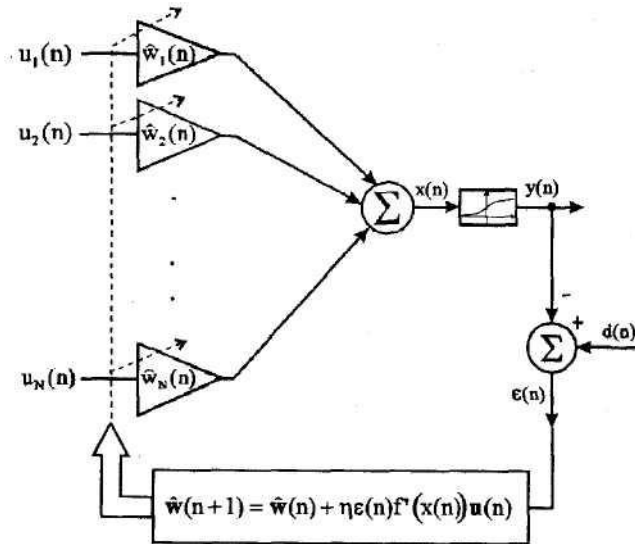 u₁(n)
ŵ₁(n)
u₂(n)
ŵ₂(n)
Σ
x(n)
y(n)
-
+
d(n)
Σ
u_N(n)
ŵ_N(n)
ε(n)
ŵ(n+1) = ŵ(n) + ηε(n)f'(x(n))u(n)